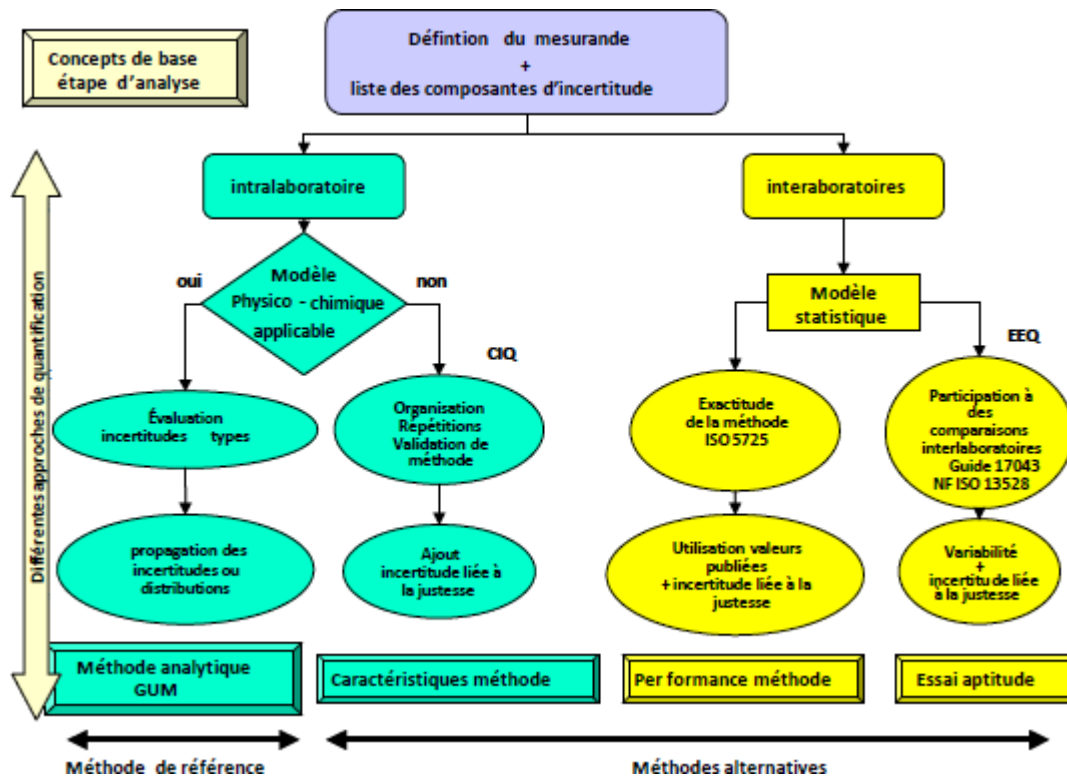 Concepts de base
étape d'analyse
Défintion du mesurande
+
liste des composantes d'incertitude
Différentes approches de quantification
intralaboratoire
interaboratoires
oui
Modèle
Physico - chimique
applicable
non
CIQ
Modèle
statistique
EEQ
Évaluation
incertitudes types
Organisation
Répétitions
Validation de
méthode
Exactitude
de la méthode
ISO 5725
Participation à
des
comparaisons
interlaboratoires
Guide 17043
NF ISO 13528
propagation des
incertitudes ou
distributions
Ajout
incertitude liée à
la justesse
Utilisation valeurs
publiées
+ incertitude liée à la
justesse
Variabilité
+
incertitude liée
à la justesse
Méthode analytique
GUM
Caractéristiques méthode
Per formance méthode
Essai aptitude
Méthode de référence
Méthodes alternatives